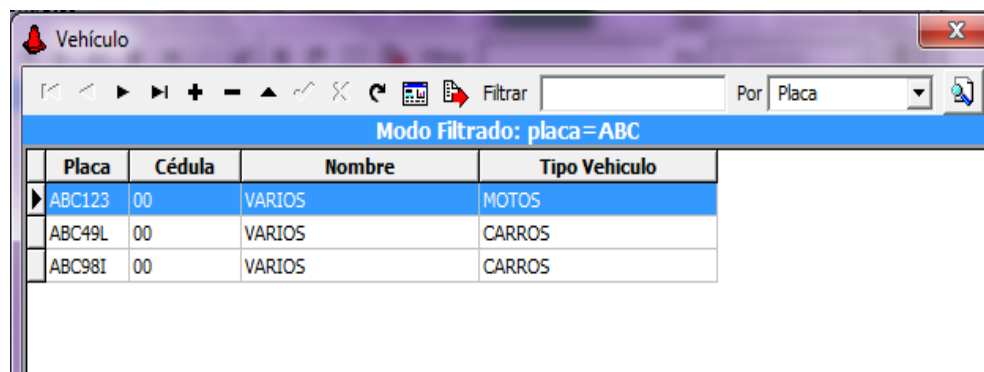 Vehículo
Filtrar Por Placa
Modo Filtrado: placa=ABC
Placa Cédula Nombre Tipo Vehiculo
ABC123 00 VARIOS MOTOS
ABC49L 00 VARIOS CARROS
ABC98I 00 VARIOS CARROS